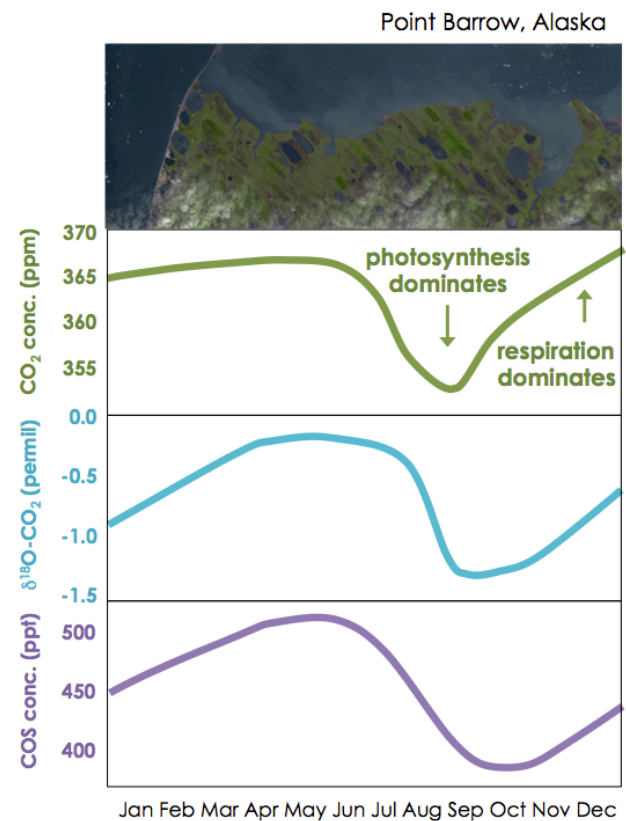 Point Barrow, Alaska
CO₂ conc. (ppm)
370
365
360
355
photosynthesis
dominates
respiration
dominates
δ¹⁸O-CO₂ (permil)
0.0
-0.5
-1.0
-1.5
COS conc. (ppt)
500
450
400
Jan Feb Mar Apr May Jun Jul Aug Sep Oct Nov Dec